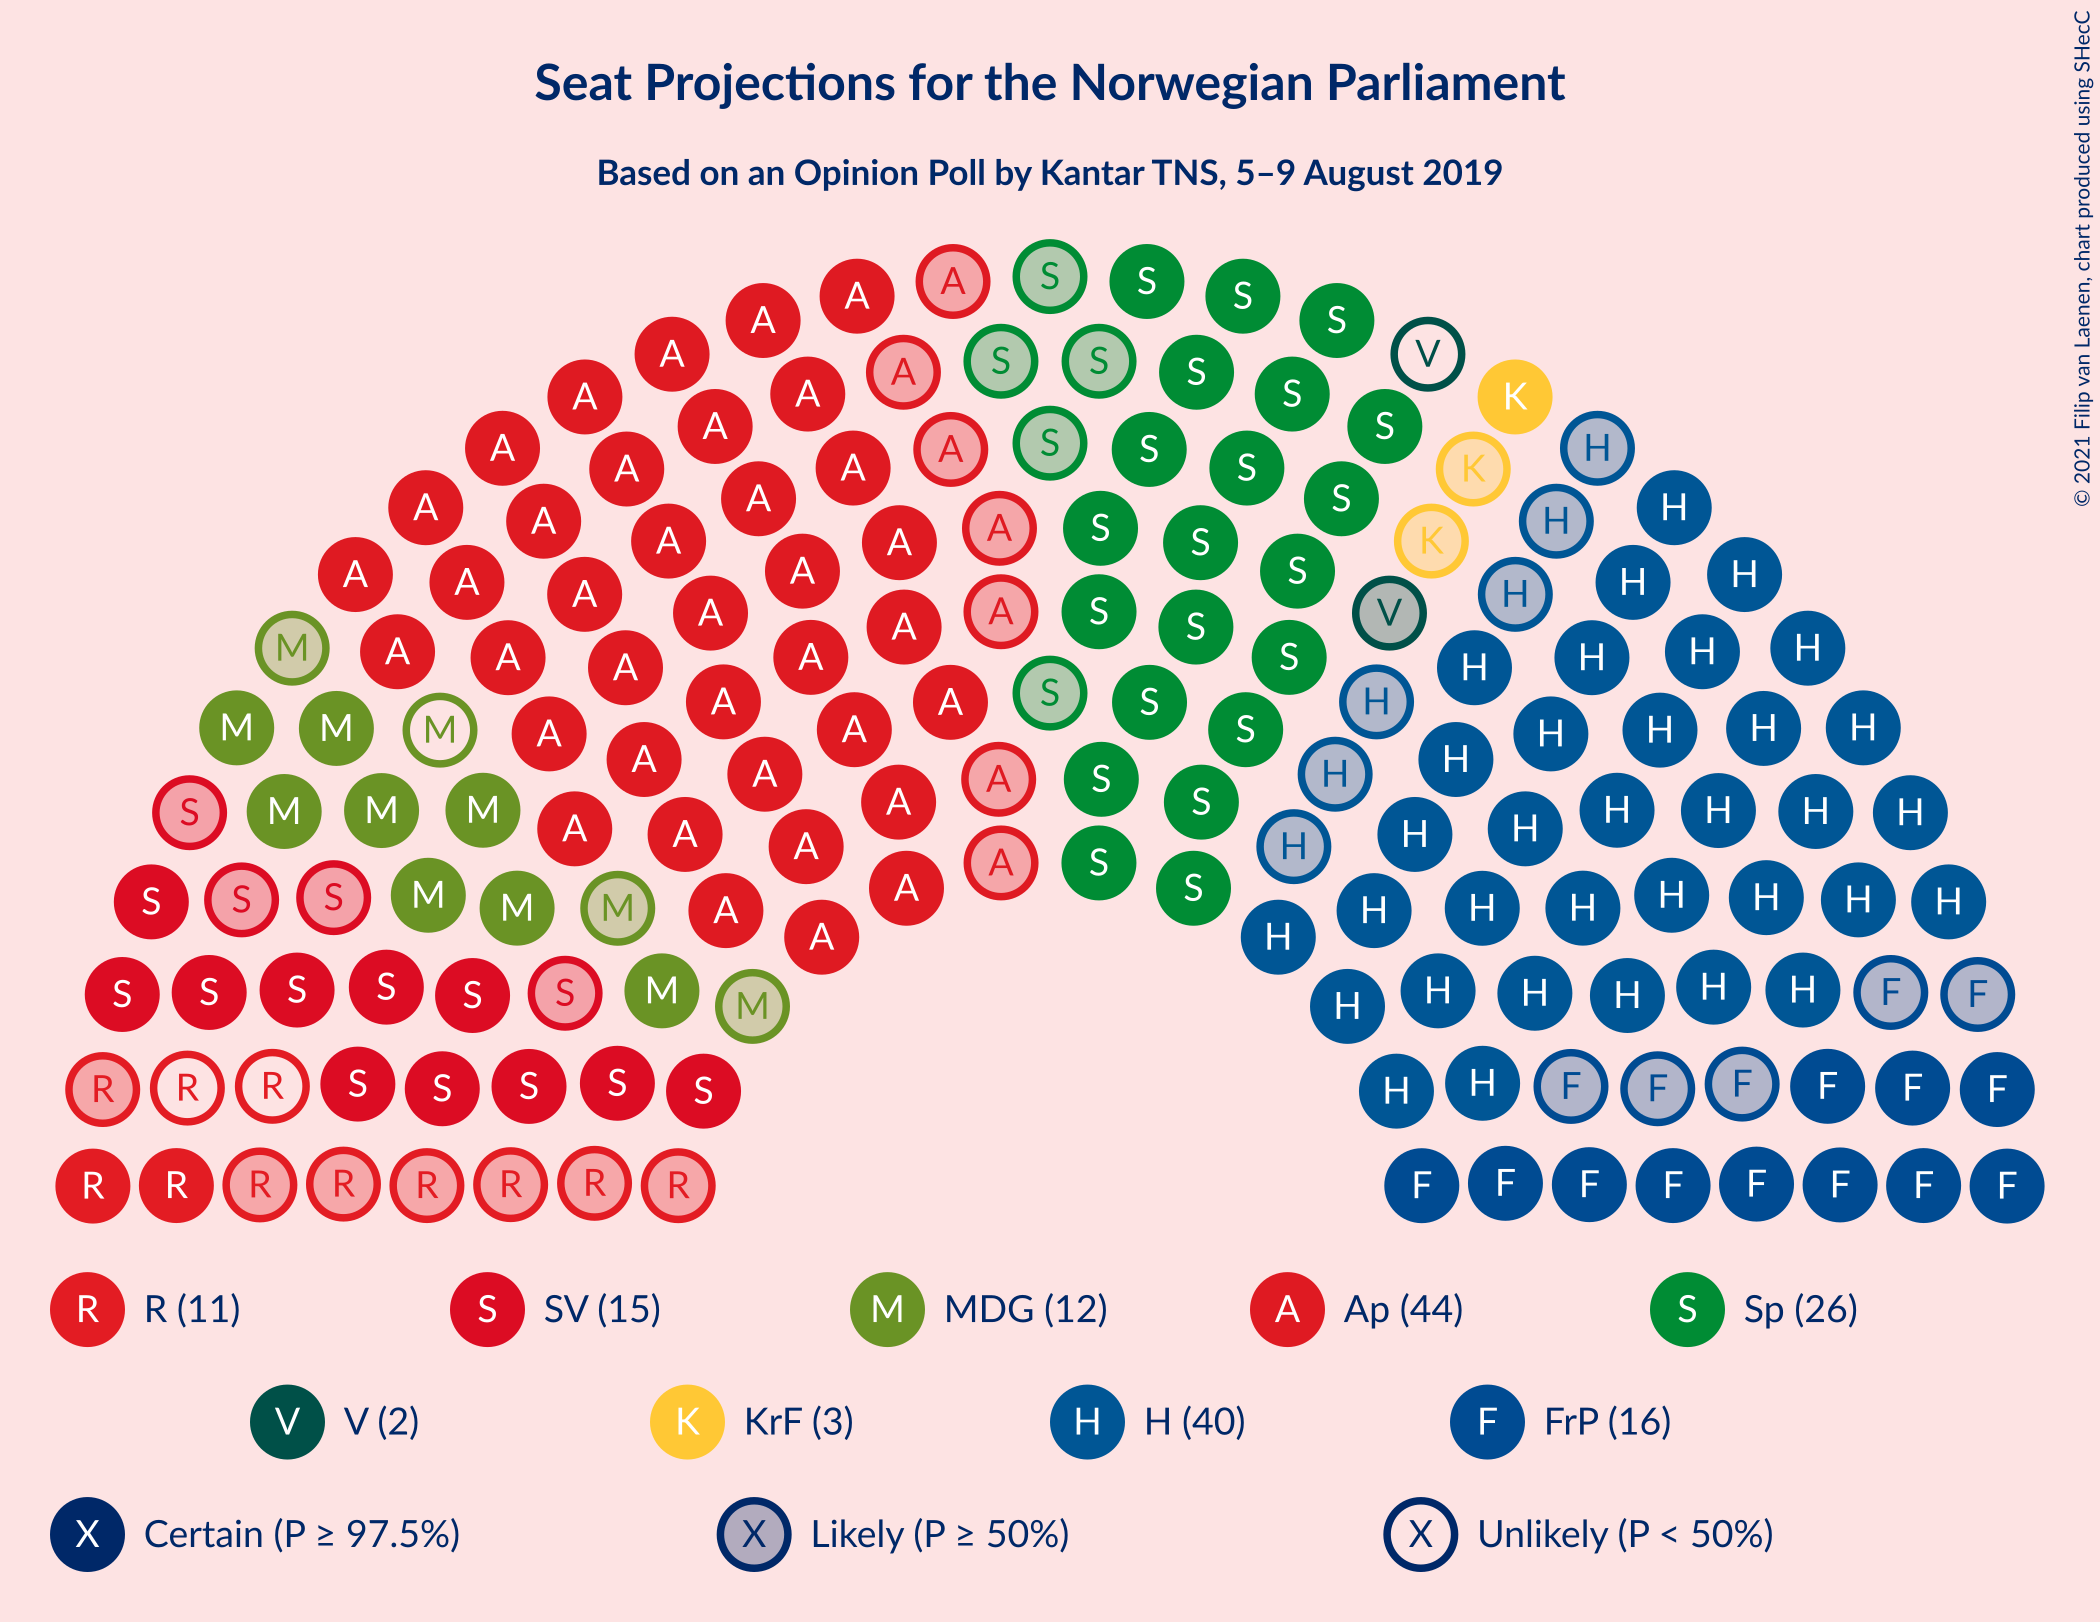 Seat Projections for the Norwegian Parliament
Based on an Opinion Poll by Kantar TNS, 5–9 August 2019
© 2021 Filip van Laenen, chart produced using SHecC
A A S S S
A A S V
A A S S S K
A A S S K H
A A S S S K H H
A A A S S S V H H
M A A A A S S S H H H H
M M M A A A A S S S H H H H H H
S M M M A A A A A S S H H H H H H H
S S S M M M A A A A S S H H H H H H H H
S S S S S S M M H H H H H H F F
R R R S S S S S H H F F F F F F
R R R R R R R R F F F F F F F F
R R (11) S SV (15) M MDG (12) A Ap (44) S Sp (26)
V V (2) K KrF (3) H H (40) F FrP (16)
X Certain (P ≥ 97.5%) X Likely (P ≥ 50%) X Unlikely (P < 50%)